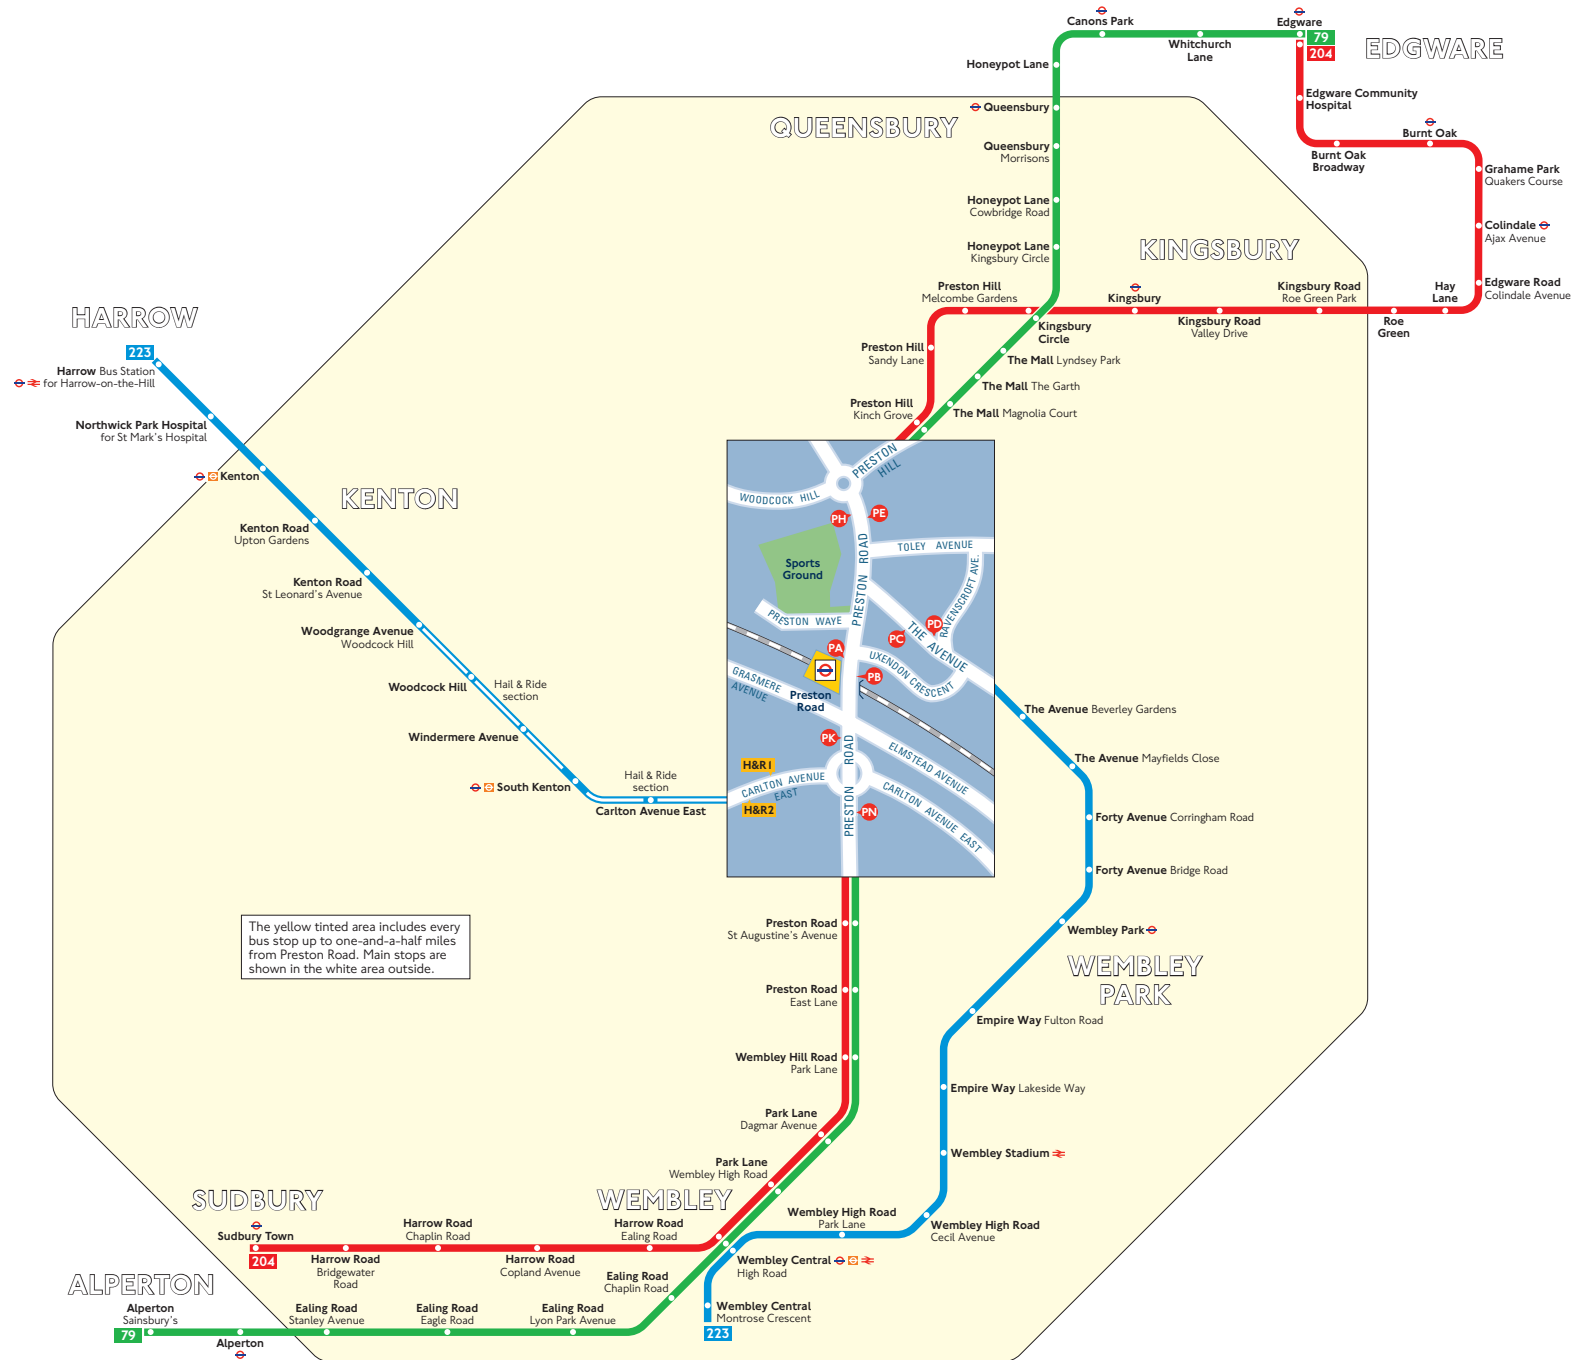 Canons Park
Edgware
79
204
EDGWARE
Whitchurch
Lane
Honeypot Lane
Edgware Community
Hospital
Queensbury
QUEENSBURY
Burnt Oak
Burnt Oak
Broadway
Queensbury
Morrisons
Grahame Park
Quakers Course
Honeypot Lane
Cowbridge Road
Colindale
Ajax Avenue
Honeypot Lane
Kingsbury Circle
KINGSBURY
Preston Hill
Melcombe Gardens
Kingsbury
Kingsbury Road
Roe Green Park
Hay
Lane
Edgware Road
Colindale Avenue
Kingsbury
Circle
Kingsbury Road
Valley Drive
Roe
Green
HARROW
223
Harrow Bus Station
for Harrow-on-the-Hill
Preston Hill
Sandy Lane
The Mall Lyndsey Park
The Mall The Garth
Preston Hill
Kinch Grove
The Mall Magnolia Court
Northwick Park Hospital
for St Mark's Hospital
Kenton
KENTON
Kenton Road
Upton Gardens
Kenton Road
St Leonard's Avenue
Woodgrange Avenue
Woodcock Hill
Woodcock Hill
Hail & Ride
section
Windermere Avenue
South Kenton
Hail & Ride
section
Carlton Avenue East
PRESTON
HILL
WOODCOCK HILL
PH
PE
PRESTON ROAD
TOLEY AVENUE
Sports
Ground
RAVENSCROFT AVE.
PRESTON WAYE
THE AVENUE
PD
PC
PA
UXENDON CRESCENT
PB
GRASMERE
AVENUE
Preston
Road
PK
PRESTON ROAD
ELMSTEAD AVENUE
H&R1
CARLTON AVENUE
EAST
H&R2
CARLTON AVENUE EAST
PN
The Avenue Beverley Gardens
The Avenue Mayfields Close
Forty Avenue Corringham Road
Forty Avenue Bridge Road
Wembley Park
WEMBLEY
PARK
Empire Way Fulton Road
Empire Way Lakeside Way
Wembley Stadium
The yellow tinted area includes every
bus stop up to one-and-a-half miles
from Preston Road. Main stops are
shown in the white area outside.
Preston Road
St Augustine's Avenue
Preston Road
East Lane
Wembley Hill Road
Park Lane
Park Lane
Dagmar Avenue
Park Lane
Wembley High Road
WEMBLEY
Wembley High Road
Park Lane
Wembley High Road
Cecil Avenue
SUDBURY
Sudbury Town
204
Harrow Road
Bridgewater
Road
Harrow Road
Chaplin Road
Harrow Road
Copland Avenue
Harrow Road
Ealing Road
Wembley Central
High Road
Ealing Road
Chaplin Road
Wembley Central
Montrose Crescent
223
ALPERTON
Alperton
Sainsbury's
79
Alperton
Ealing Road
Stanley Avenue
Ealing Road
Eagle Road
Ealing Road
Lyon Park Avenue